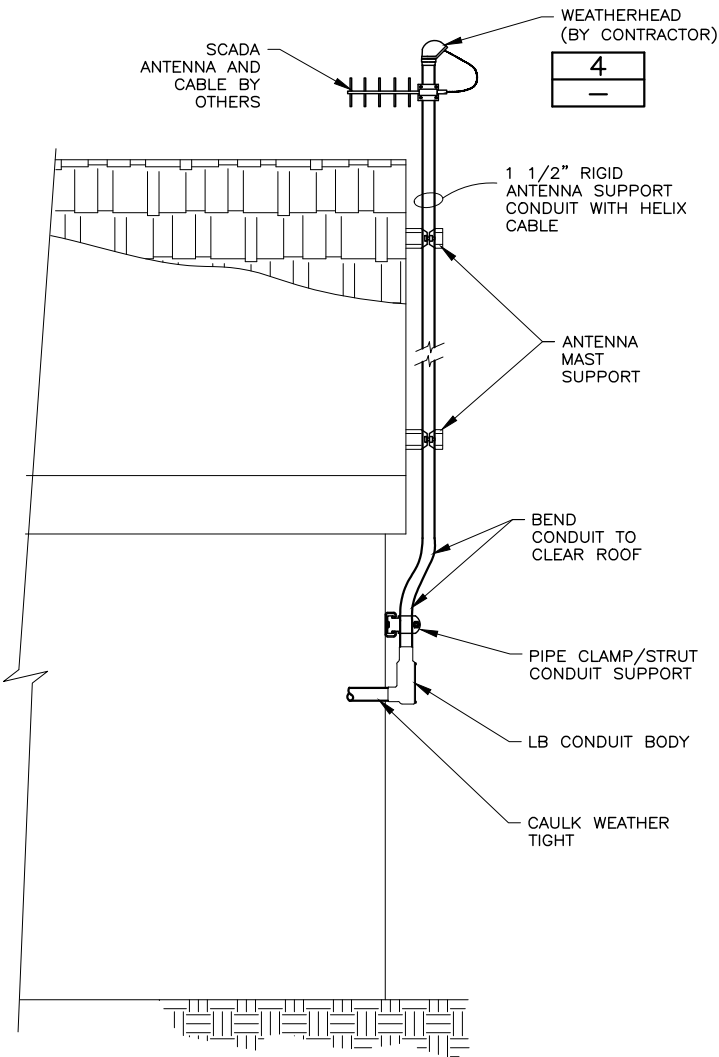 WEATHERHEAD
(BY CONTRACTOR)
4
–
SCADA
ANTENNA AND
CABLE BY
OTHERS
1 1/2" RIGID
ANTENNA SUPPORT
CONDUIT WITH HELIX
CABLE
ANTENNA
MAST
SUPPORT
BEND
CONDUIT TO
CLEAR ROOF
PIPE CLAMP/STRUT
CONDUIT SUPPORT
LB CONDUIT BODY
CAULK WEATHER
TIGHT